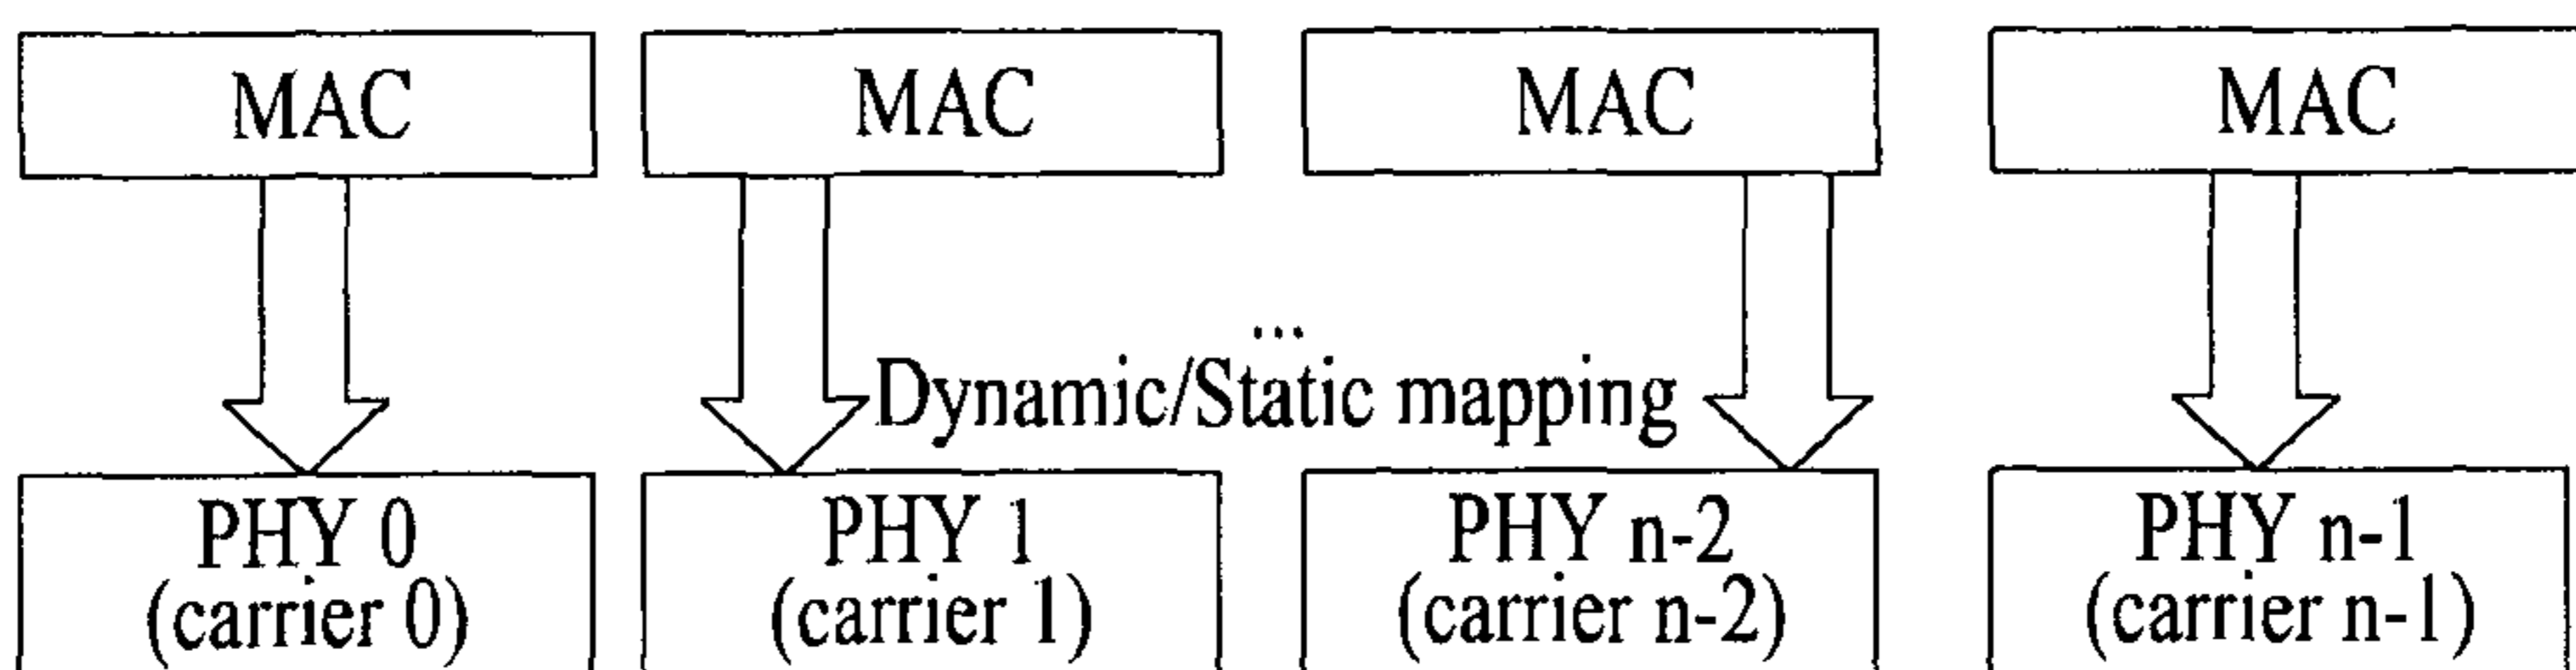 MAC MAC MAC MAC
...
Dynamic/Static mapping
PHY 0 PHY 1 PHY n-2 PHY n-1
(carrier 0) (carrier 1) (carrier n-2) (carrier n-1)